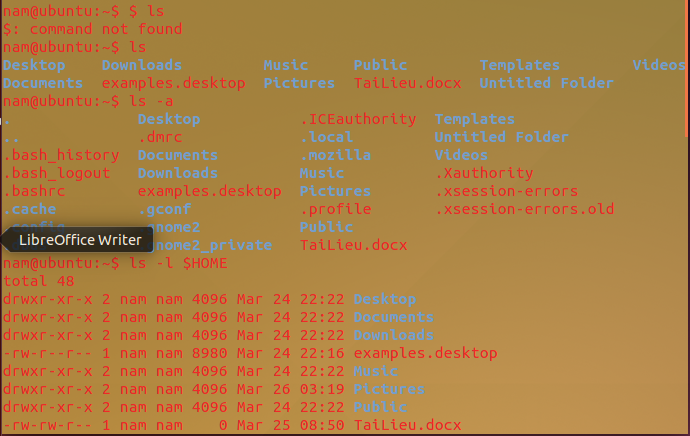 nam@ubuntu:~$ $ ls
$: command not found
nam@ubuntu:~$ ls
Desktop    Downloads         Music     Public        Templates        Videos
Documents  examples.desktop  Pictures  TaiLieu.docx  Untitled Folder
nam@ubuntu:~$ ls -a
.              Desktop           .ICEauthority  Templates
..             .dmrc             .local         Untitled Folder
.bash_history  Documents         .mozilla       Videos
.bash_logout   Downloads         Music          .Xauthority
.bashrc        examples.desktop  Pictures       .xsession-errors
.cache         .gconf            .profile       .xsession-errors.old
Public
LibreOffice Writer
TaiLieu.docx
nam@ubuntu:~$ ls -l $HOME
total 48
drwxr-xr-x 2 nam nam 4096 Mar 24 22:22 Desktop
drwxr-xr-x 2 nam nam 4096 Mar 24 22:22 Documents
drwxr-xr-x 2 nam nam 4096 Mar 24 22:22 Downloads
-rw-r--r-- 1 nam nam 8980 Mar 24 22:16 examples.desktop
drwxr-xr-x 2 nam nam 4096 Mar 24 22:22 Music
drwxr-xr-x 2 nam nam 4096 Mar 26 03:19 Pictures
drwxr-xr-x 2 nam nam 4096 Mar 24 22:22 Public
-rw-rw-r-- 1 nam nam    0 Mar 25 08:50 TaiLieu.docx